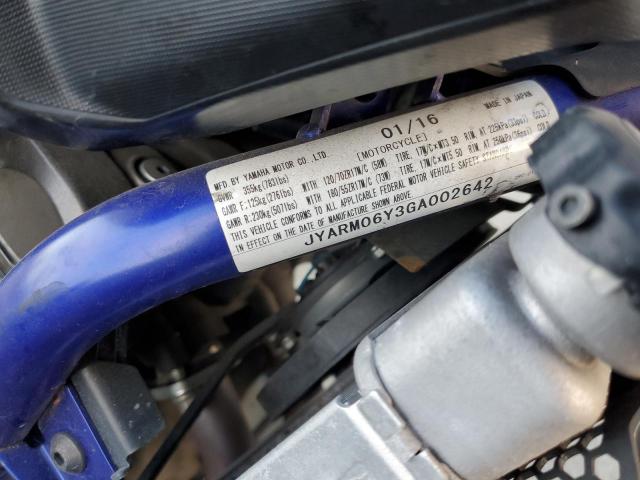 01/16 MADE IN JAPAN
MFD BY YAMAHA MOTOR CO.,LTD. [MOTORCYCLE]
GVWR: 355kg(783lbs)
GAWR F:125kg(276lbs) WITH 120/70ZR17M/C (58W) TIRE, 17M/CxMT3.50 RIM AT 225kPa(33psi) COLD
GAWR R:230kg(507lbs) WITH 180/55ZR17M/C (73W) TIRE, 17M/CxMT5.50 RIM AT 250kPa(36psi) COLD
THIS VEHICLE CONFORMS TO ALL APPLICABLE FEDERAL MOTOR VEHICLE SAFETY STANDARDS
IN EFFECT ON THE DATE OF MANUFACTURE SHOWN ABOVE
JYARM06Y3GA002642